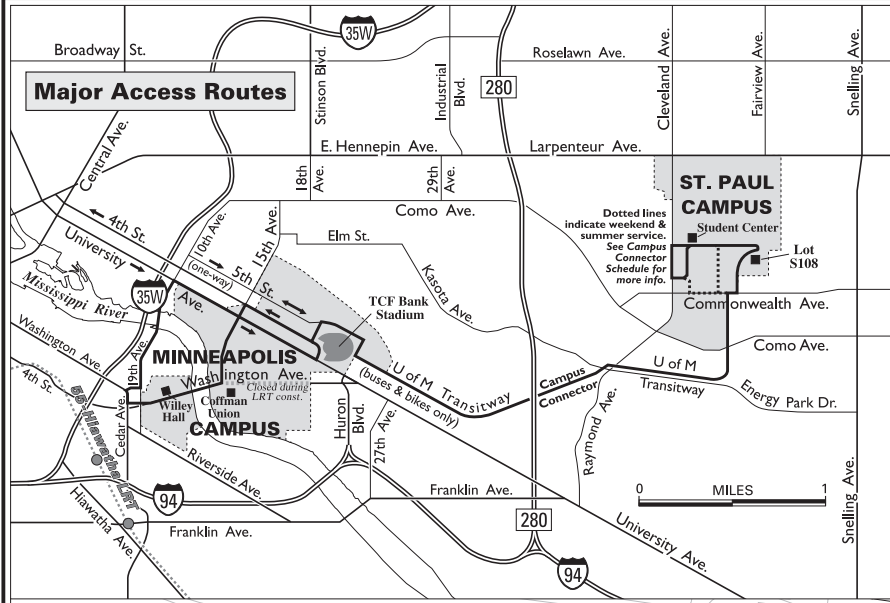 Major Access Routes
Broadway St.
35W
Stinson Blvd.
Industrial
Blvd.
280
Roselawn Ave.
Cleveland Ave.
Fairview Ave.
Snelling Ave.
Central Ave.
E. Hennepin Ave.
Larpenteur Ave.
18th
Ave.
29th
Ave.
Como Ave.
ST. PAUL
CAMPUS
Dotted lines
indicate weekend &
summer service.
See Campus
Connector
Schedule for
more info.
Student Center
Lot
S108
Commonwealth Ave.
Como Ave.
4th St.
University
Ave.
10th Ave.
(one-way)
5th
St.
15th Ave.
Elm St.
Kasota Ave.
Mississippi River
35W
TCF Bank
Stadium
Washington Ave.
4th St.
19th Ave.
MINNEAPOLIS
Washington Ave.
Closed during
LRT const.
Willey
Hall
Coffman
Union
CAMPUS
U of M Transitway
(buses & bikes only)
Campus
Connector
U of M
Transitway
Energy Park Dr.
Raymond Ave.
Cedar Ave.
55-Hiawatha LRT
Hiawatha Ave.
Riverside Ave.
Huron
Blvd.
27th Ave.
94
Franklin Ave.
Franklin Ave.
280
94
University Ave.
0 MILES 1
Snelling Ave.